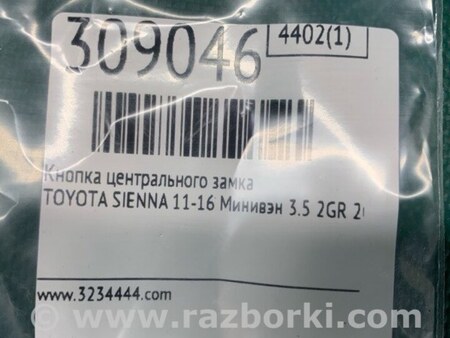 309046
4402(1)
Кнопка центрального замка
TOYOTA SIENNA 11-16 Минивэн 3.5 2GR
www.3234444.com
www.razborki.com